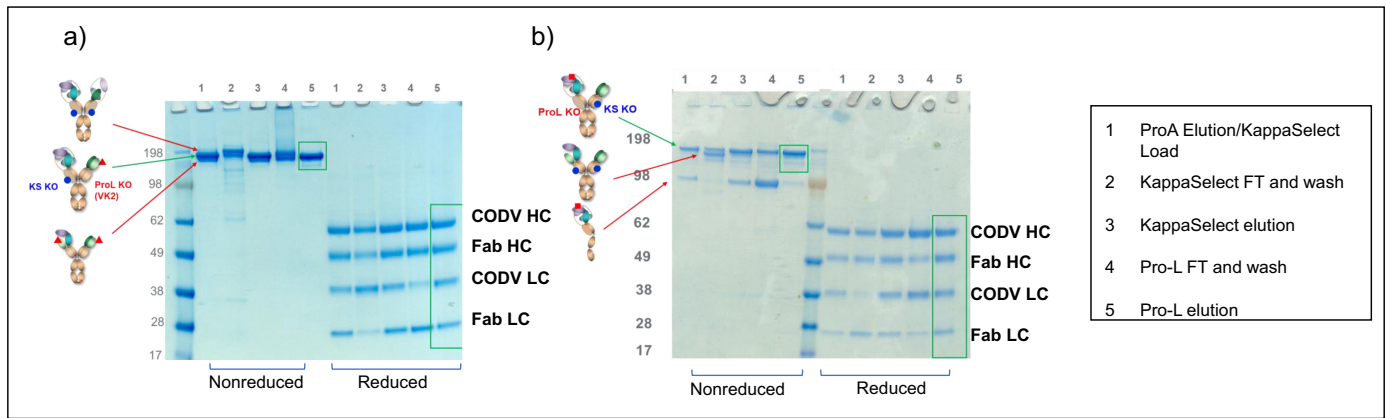 a)
1 2 3 4 5 1 2 3 4 5
198
98
62
49
38
28
17
KS KO
ProL KO
(VK2)
CODV HC
Fab HC
CODV LC
Fab LC
Nonreduced Reduced
b)
1 2 3 4 5 1 2 3 4 5
ProL KO KS KO
198
98
62
49
38
28
17
CODV HC
Fab HC
CODV LC
Fab LC
Nonreduced Reduced
1 ProA Elution/KappaSelect
Load
2 KappaSelect FT and wash
3 KappaSelect elution
4 Pro-L FT and wash
5 Pro-L elution